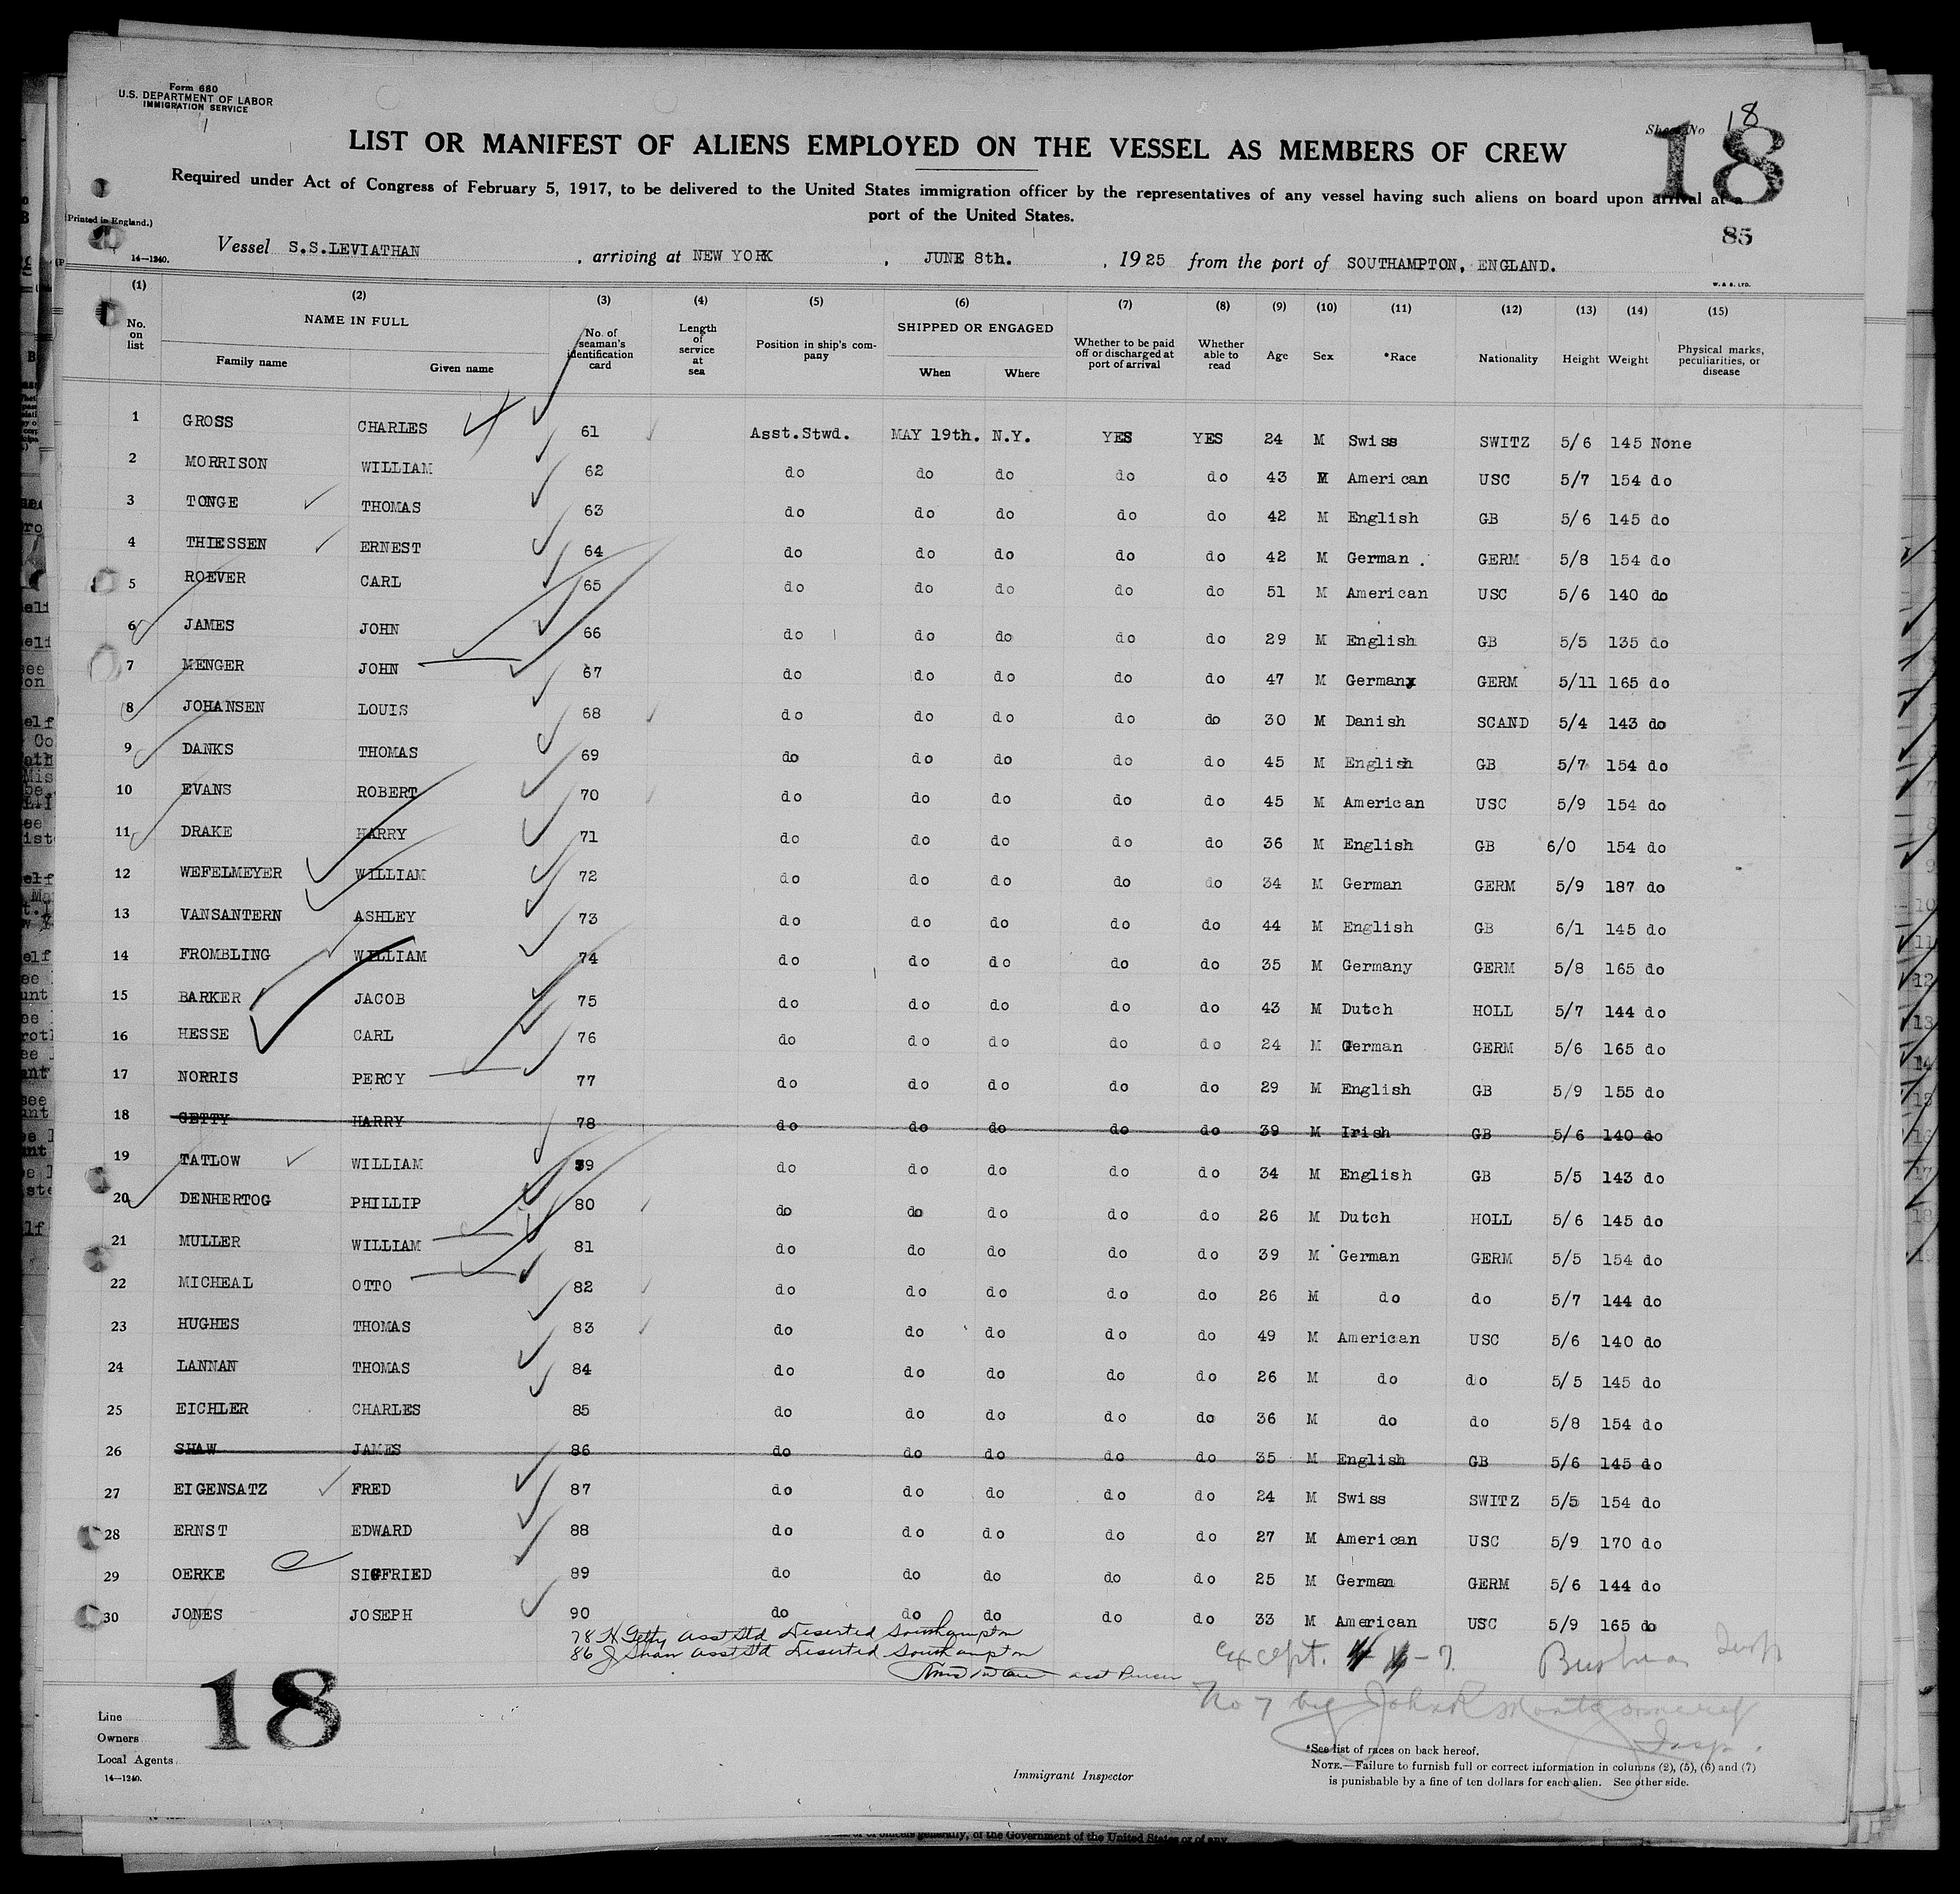 Form 680
U.S. DEPARTMENT OF LABOR
IMMIGRATION SERVICE
Sheet No 18
18
LIST OR MANIFEST OF ALIENS EMPLOYED ON THE VESSEL AS MEMBERS OF CREW
Required under Act of Congress of February 5, 1917, to be delivered to the United States immigration officer by the representatives of any vessel having such aliens on board upon arrival at a
port of the United States.
(Printed in England.)
85
14—1240.
Vessel S.S.LEVIATHAN , arriving at NEW YORK , JUNE 8th. , 1925 from the port of SOUTHAMPTON, ENGLAND.
W. & S. LTD.
(1) (2) (3) (4) (5) (6) (7) (8) (9) (10) (11) (12) (13) (14) (15)
No. on list NAME IN FULL Family name Given name No. of seaman's identification card Length of service at sea Position in ship's company SHIPPED OR ENGAGED When Where Whether to be paid off or discharged at port of arrival Whether able to read Age Sex *Race Nationality Height Weight Physical marks, peculiarities, or disease
1 GROSS CHARLES 61 Asst.Stwd. MAY 19th. N.Y. YES YES 24 M Swiss SWITZ 5/6 145 None
2 MORRISON WILLIAM 62 do do do do do 43 M American USC 5/7 154 do
3 TONGE THOMAS 63 do do do do do 42 M English GB 5/6 145 do
4 THIESSEN ERNEST 64 do do do do do 42 M German . GERM 5/8 154 do
5 ROEVER CARL 65 do do do do do 51 M American USC 5/6 140 do
6 JAMES JOHN 66 do do do do do 29 M English GB 5/5 135 do
7 MENGER JOHN 67 do do do do do 47 M Germanx GERM 5/11 165 do
8 JOHANSEN LOUIS 68 do do do do do 30 M Danish SCAND 5/4 143 do
9 DANKS THOMAS 69 do do do do do 45 M English GB 5/7 154 do
10 EVANS ROBERT 70 do do do do do 45 M American USC 5/9 154 do
11 DRAKE HARRY 71 do do do do do 36 M English GB 6/0 154 do
12 WEFELMEYER WILLIAM 72 do do do do do 34 M German GERM 5/9 187 do
13 VANSANTERN ASHLEY 73 do do do do do 44 M English GB 6/1 145 do
14 FROMBLING WILLIAM 74 do do do do do 35 M Germany GERM 5/8 165 do
15 BARKER JACOB 75 do do do do do 43 M Dutch HOLL 5/7 144 do
16 HESSE CARL 76 do do do do do 24 M German GERM 5/6 165 do
17 NORRIS PERCY 77 do do do do do 29 M English GB 5/9 155 do
18 GETTY HARRY 78 do do do do do 39 M Irish GB 5/6 140 do
19 TATLOW WILLIAM 79 do do do do do 34 M English GB 5/5 143 do
20 DENHERTOG PHILLIP 80 do do do do do 26 M Dutch HOLL 5/6 145 do
21 MULLER WILLIAM 81 do do do do do 39 M German GERM 5/5 154 do
22 MICHEAL OTTO 82 do do do do do 26 M do do 5/7 144 do
23 HUGHES THOMAS 83 do do do do do 49 M American USC 5/6 140 do
24 LANNAN THOMAS 84 do do do do do 26 M do do 5/5 145 do
25 EICHLER CHARLES 85 do do do do do 36 M do do 5/8 154 do
26 SHAW JAMES 86 do do do do do 35 M English GB 5/6 145 do
27 EIGENSATZ FRED 87 do do do do do 24 M Swiss SWITZ 5/5 154 do
28 ERNST EDWARD 88 do do do do do 27 M American USC 5/9 170 do
29 OERKE SIGFRIED 89 do do do do do 25 M German GERM 5/6 144 do
30 JONES JOSEPH 90 do do do do do 33 M American USC 5/9 165 do
78 H Getty asst Std Deserted Southampton
86 J Shaw asst Std Deserted Southampton
asst Purser
Except. 7. Insp
No 7 by John R Montgomery
Insp.
18
Line
Owners
Local Agents
14—1240.
Immigrant Inspector
*See list of races on back hereof.
NOTE.—Failure to furnish full or correct information in columns (2), (5), (6) and (7)
is punishable by a fine of ten dollars for each alien. See other side.
of officers generally, of the Government of the United States or of any